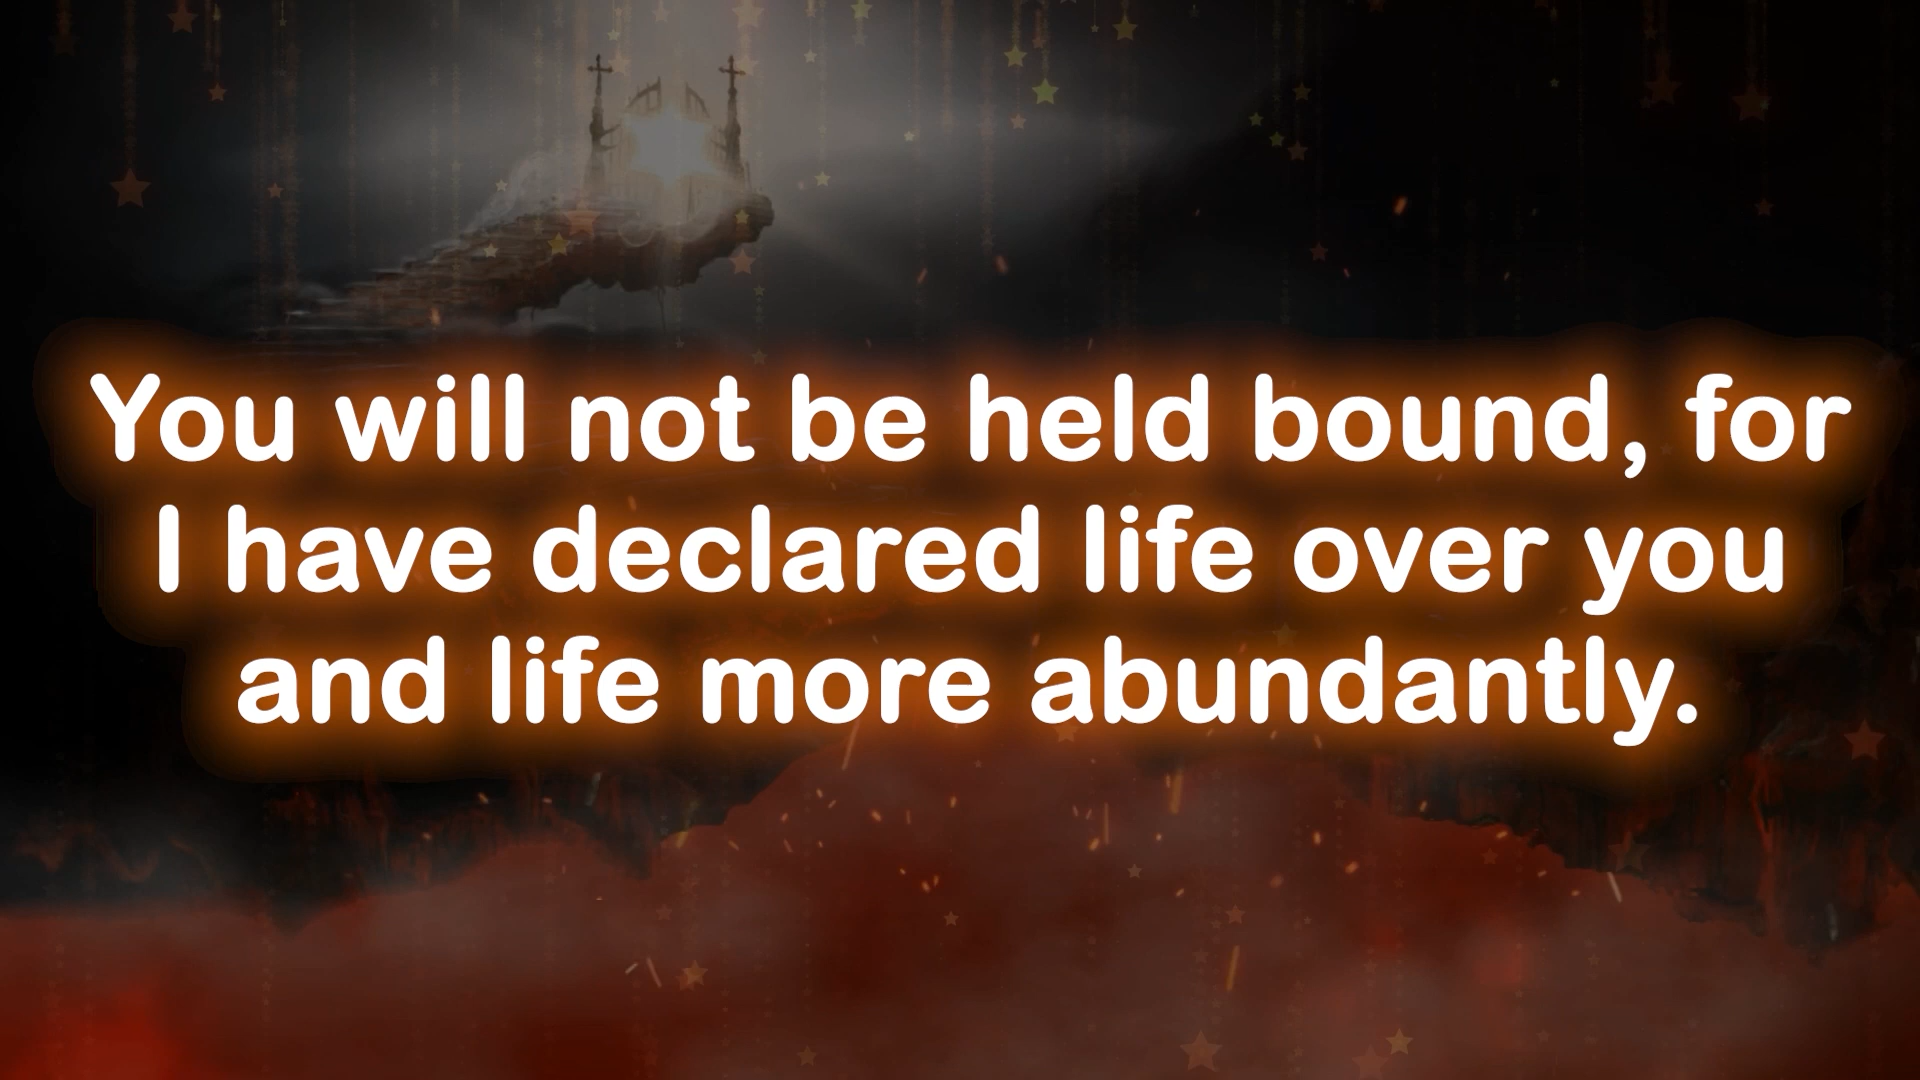 You will not be held bound, for
I have declared life over you
and life more abundantly.